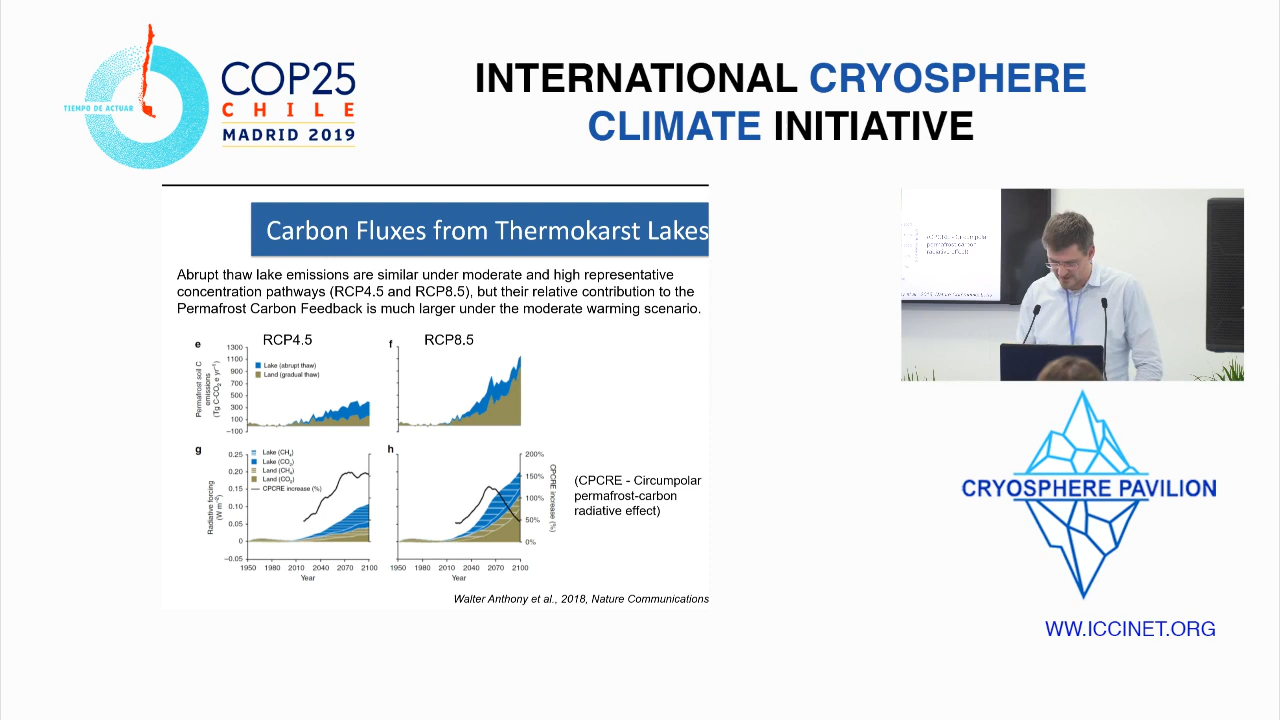 TIEMPO DE ACTUAR
COP25
CHILE
MADRID 2019
INTERNATIONAL CRYOSPHERE
CLIMATE INITIATIVE
Carbon Fluxes from Thermokarst Lakes
Abrupt thaw lake emissions are similar under moderate and high representative
concentration pathways (RCP4.5 and RCP8.5), but their relative contribution to the
Permafrost Carbon Feedback is much larger under the moderate warming scenario.
e
RCP4.5
f
RCP8.5
Permafrost soil C
emissions
(Tg C-CO₂ e yr⁻¹)
1300
1100
900
700
500
300
100
−100
Lake (abrupt thaw)
Land (gradual thaw)
g
h
Radiative forcing
(W m⁻²)
0.25
0.20
0.15
0.10
0.05
0
−0.05
Lake (CH₄)
Lake (CO₂)
Land (CH₄)
Land (CO₂)
CPCRE increase (%)
200%
150%
100%
50%
0%
CPCRE increase (%)
1950 1980 2010 2040 2070 2100
Year
1950 1980 2010 2040 2070 2100
Year
(CPCRE - Circumpolar
permafrost-carbon
radiative effect)
Walter Anthony et al., 2018, Nature Communications
(CPCRE - Circumpola
permafrost-carbon
radiative effect)
CRYOSPHERE PAVILION
WW.ICCINET.ORG